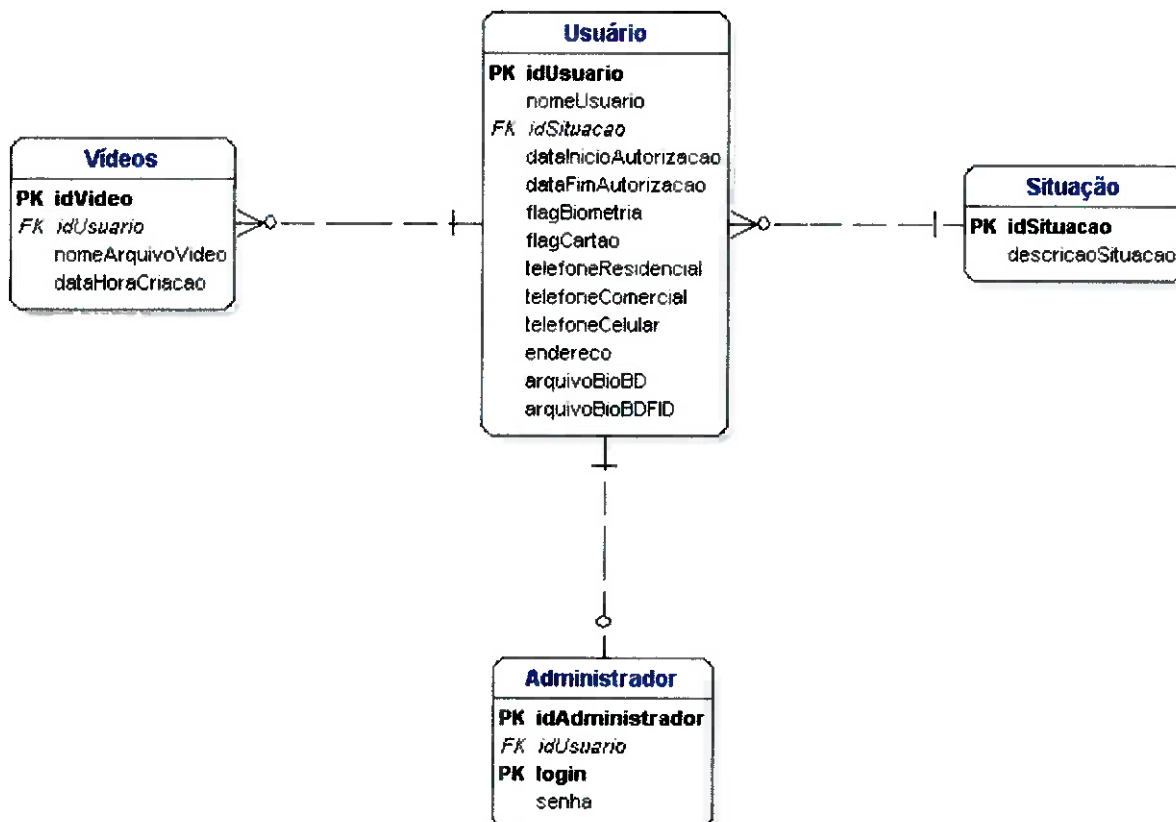 Usuário
PK idUsuario
nomeUsuario
FK idSituacao
dataInicioAutorizacao
dataFimAutorizacao
flagBiometria
flagCartao
telefoneResidencial
telefoneComercial
telefoneCelular
endereco
arquivoBioBD
arquivoBioBDFID
Vídeos
PK idVideo
FK idUsuario
nomeArquivoVideo
dataHoraCriacao
Situação
PK idSituacao
descricaoSituacao
Administrador
PK idAdministrador
FK idUsuario
PK login
senha